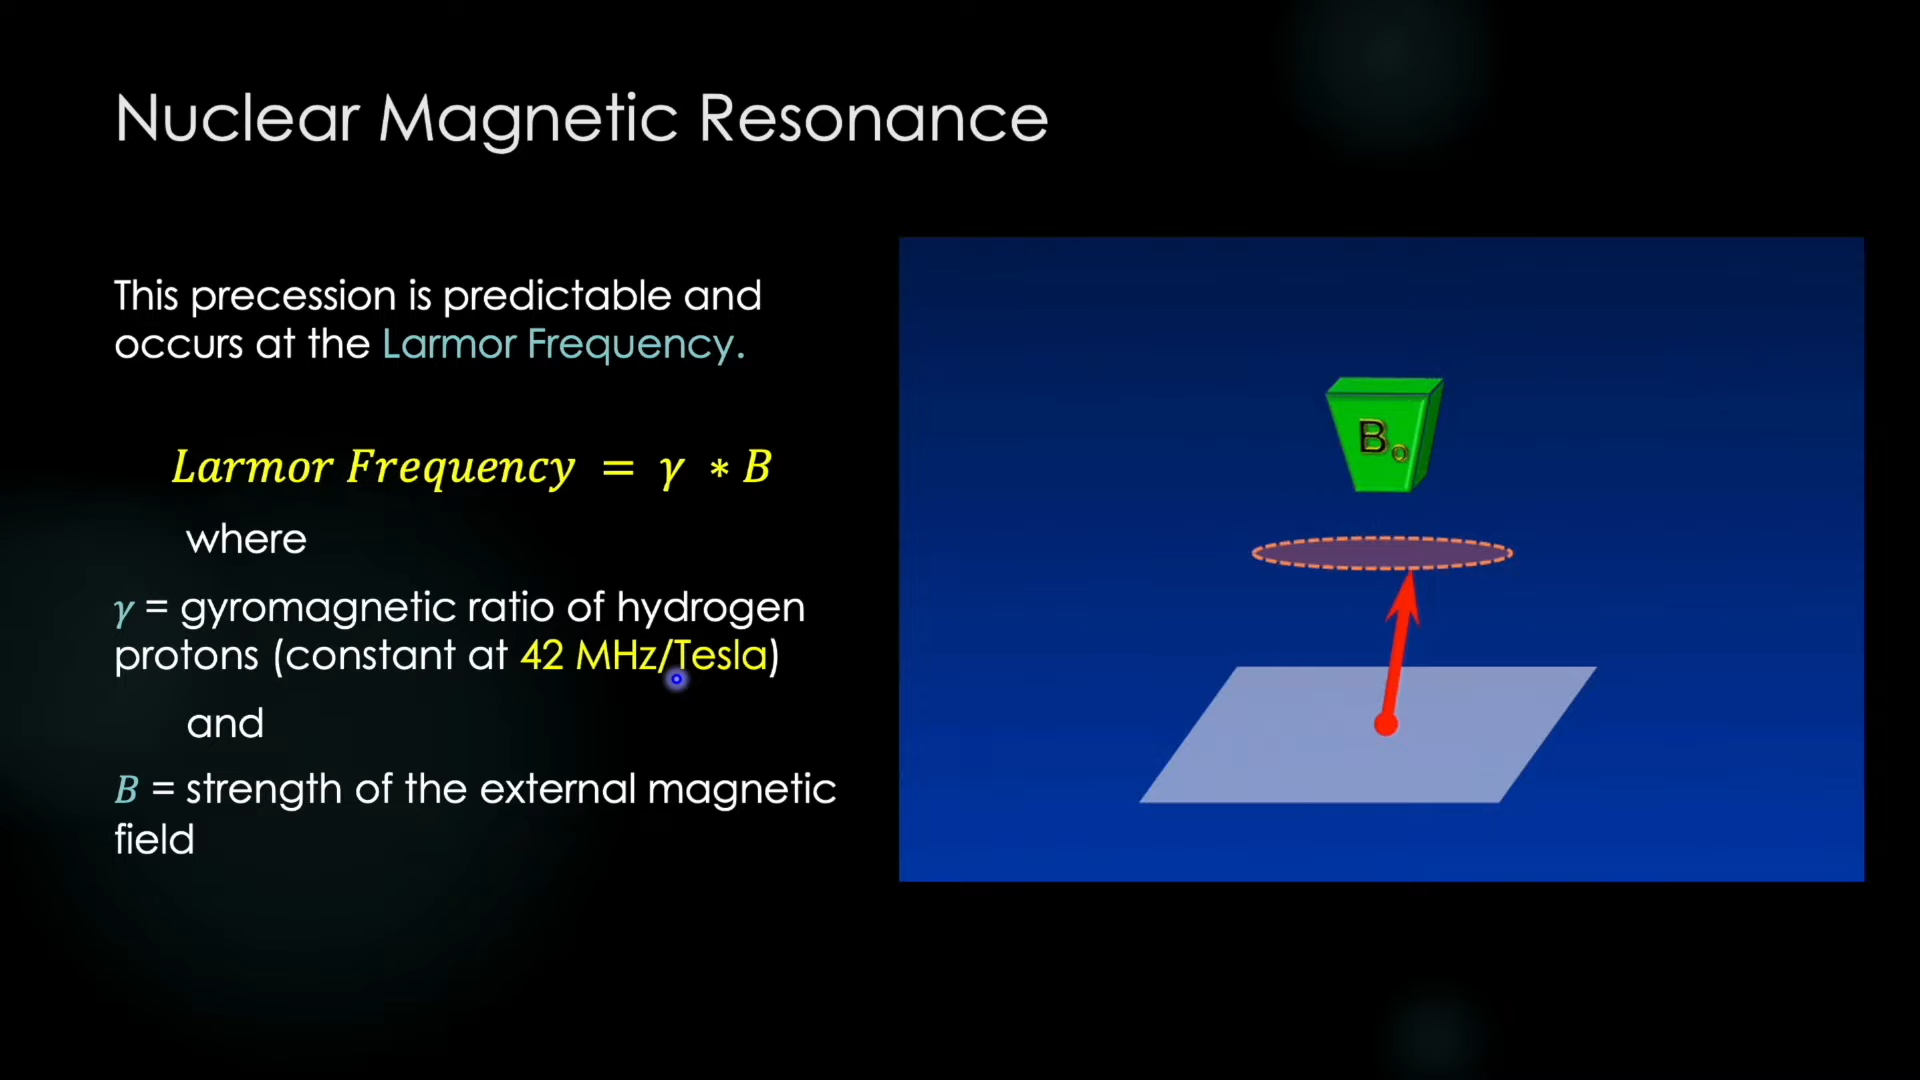 Nuclear Magnetic Resonance
This precession is predictable and
occurs at the Larmor Frequency.
Larmor Frequency = γ * B
where
γ = gyromagnetic ratio of hydrogen
protons (constant at 42 MHz/Tesla)
and
B = strength of the external magnetic
field
B₀